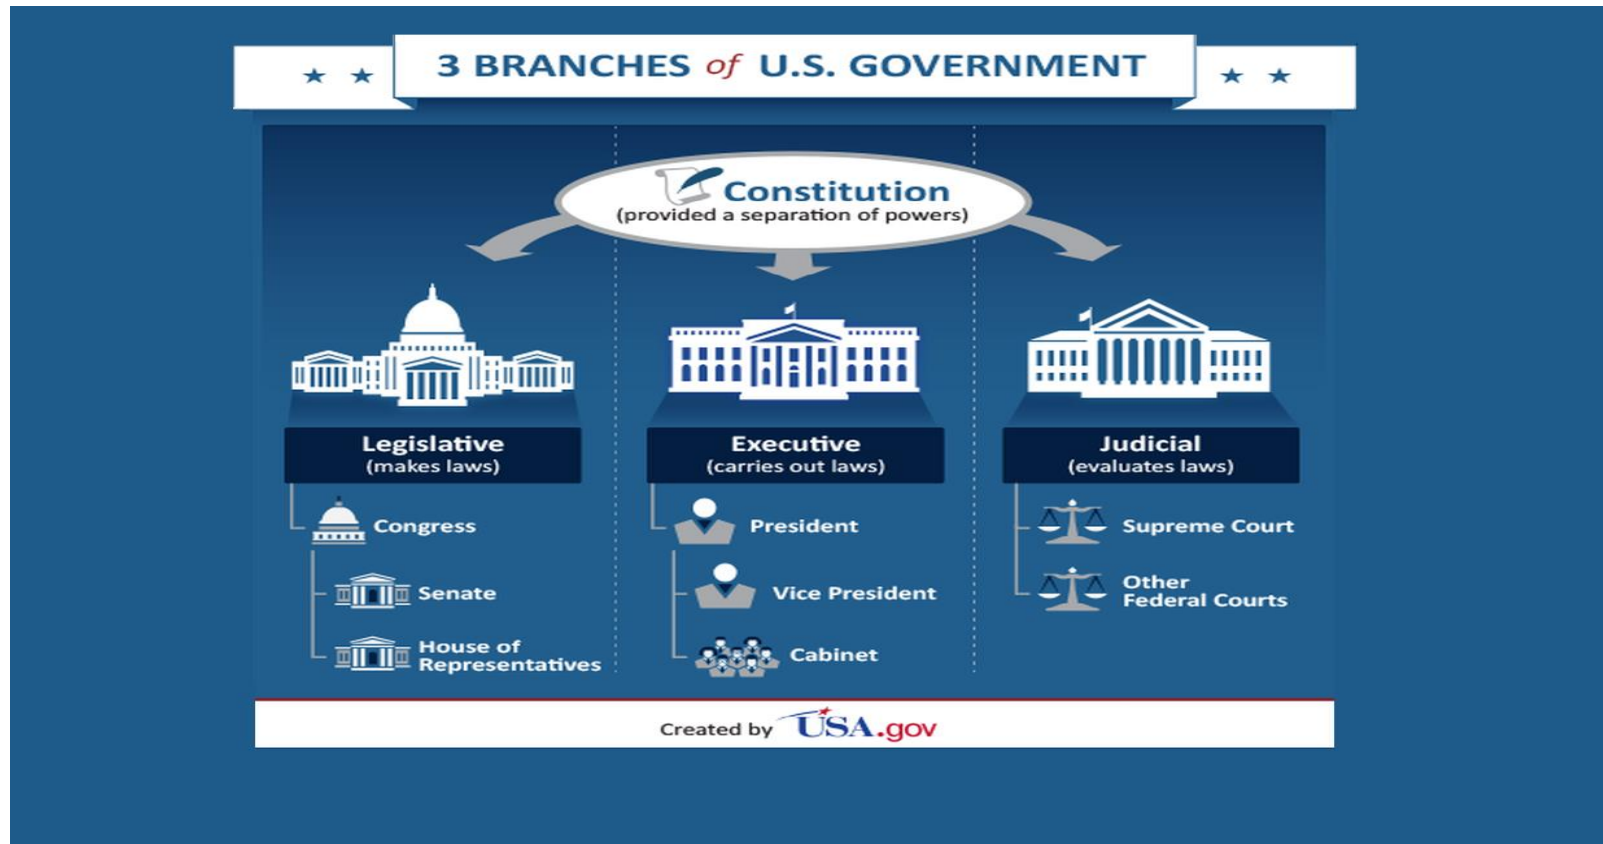 3 BRANCHES of U.S. GOVERNMENT
Constitution
(provided a separation of powers)
Legislative
(makes laws)
Congress
Senate
House of
Representatives
Executive
(carries out laws)
President
Vice President
Cabinet
Judicial
(evaluates laws)
Supreme Court
Other
Federal Courts
Created by USA.gov